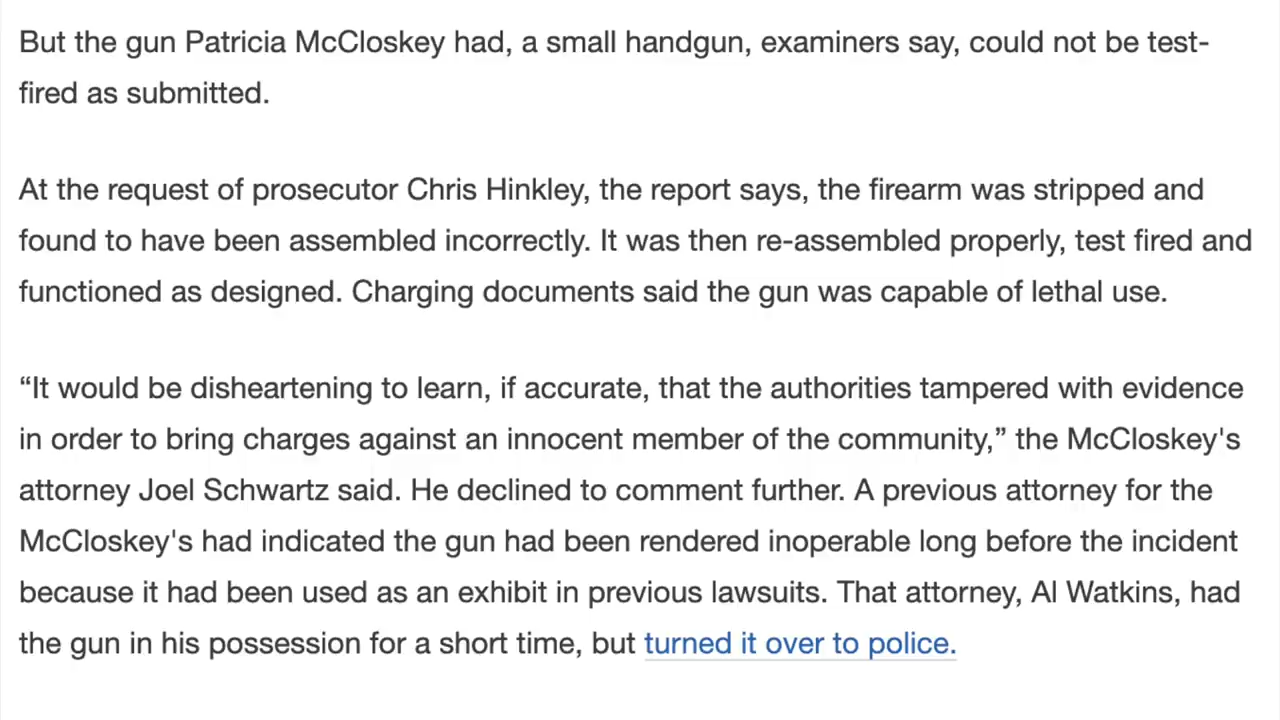 But the gun Patricia McCloskey had, a small handgun, examiners say, could not be test-
fired as submitted.
At the request of prosecutor Chris Hinkley, the report says, the firearm was stripped and
found to have been assembled incorrectly. It was then re-assembled properly, test fired and
functioned as designed. Charging documents said the gun was capable of lethal use.
“It would be disheartening to learn, if accurate, that the authorities tampered with evidence
in order to bring charges against an innocent member of the community,” the McCloskey's
attorney Joel Schwartz said. He declined to comment further. A previous attorney for the
McCloskey's had indicated the gun had been rendered inoperable long before the incident
because it had been used as an exhibit in previous lawsuits. That attorney, Al Watkins, had
the gun in his possession for a short time, but turned it over to police.